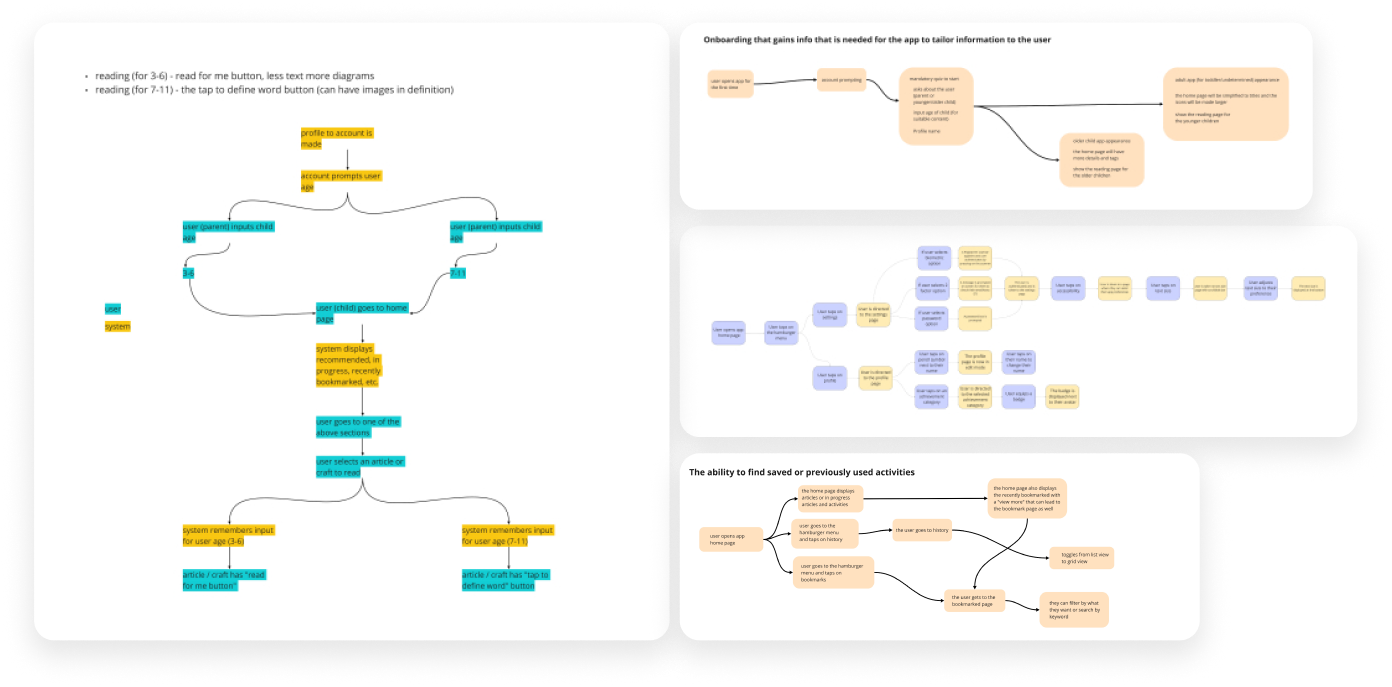 reading (for 3-6) - read for me button, less text more diagrams
reading (for 7-11) - the tap to define word button (can have images in definition)
profile to account is
made
account prompts user
age
user (parent) inputs child
age
user (parent) inputs child
age
3-6
7-11
user (child) goes to home
page
user
system
system displays
recommended, in
progress, recently
bookmarked, etc.
user goes to one of the
above sections
user selects an article or
craft to read
system remembers input
for user age (3-6)
system remembers input
for user age (7-11)
article / craft has "read
for me button"
article / craft has "tap to
define word" button
Onboarding that gains info that is needed for the app to tailor information to the user
user opens app for
the first time
account prompting
mandatory quiz to start
asks about the user
(parent or
younger/older child)
input age of child (for
suitable content)
Profile name
adult app (for toddler/undetermined) appearance
the home page will be simplified to titles and the
icons will be made larger
show the reading page for
the younger children
older child app appearance
the home page will have
more details and tags
show the reading page for
the older children
User opens app
home page
User taps on
the hamburger
menu
User taps on
settings
User is directed
to the settings
page
If user selects
biometric
option
If user selects 2
factor option
If user selects
password
option
User taps on
accessibility
User taps on
text size
User adjusts
text size to their
preference
User taps on
profile
User is directed
to the profile
page
User taps on
pencil symbol
next to their
name
The profile
page is now in
edit mode
User taps on
their name to
change their
name
User taps on an
achievement
category
User is directed
to the selected
achievement
category
User equips a
badge
The badge is
displayed next
to their avatar
The ability to find saved or previously used activities
user opens app
home page
the home page displays
articles or in progress
articles and activities
the home page also displays
the recently bookmarked with
a "view more" that can lead to
the bookmark page as well
user goes to the
hamburger menu
and taps on history
the user goes to history
toggles from list view
to grid view
user goes to the hamburger
menu and taps on
bookmarks
the user gets to the
bookmarked page
they can filter by what
they want or search by
keyword